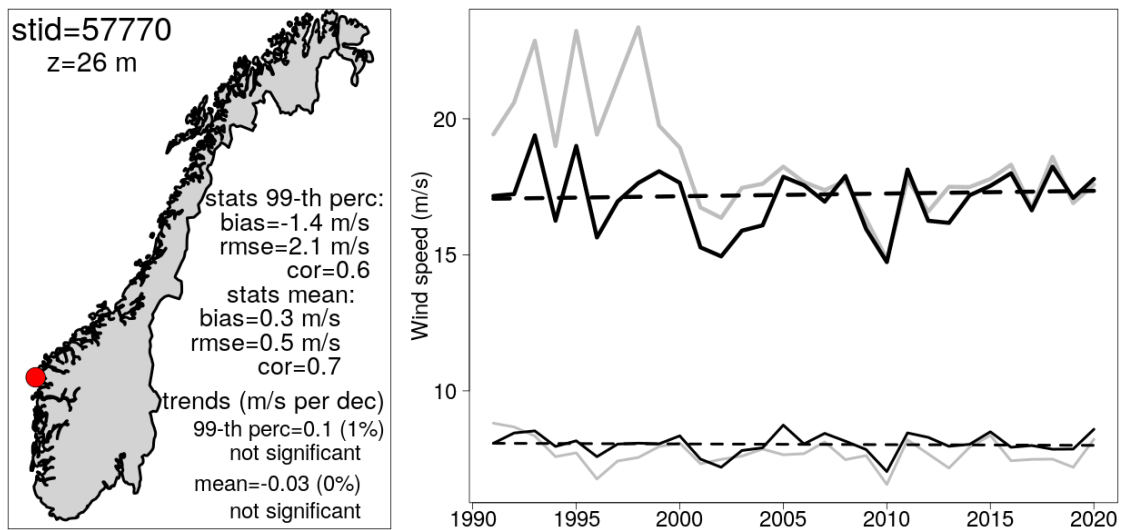 stid=57770
z=26 m
stats 99-th perc:
bias=-1.4 m/s
rmse=2.1 m/s
cor=0.6
stats mean:
bias=0.3 m/s
rmse=0.5 m/s
cor=0.7
trends (m/s per dec)
99-th perc=0.1 (1%)
not significant
mean=-0.03 (0%)
not significant
Wind speed (m/s)
20
15
10
1990 1995 2000 2005 2010 2015 2020